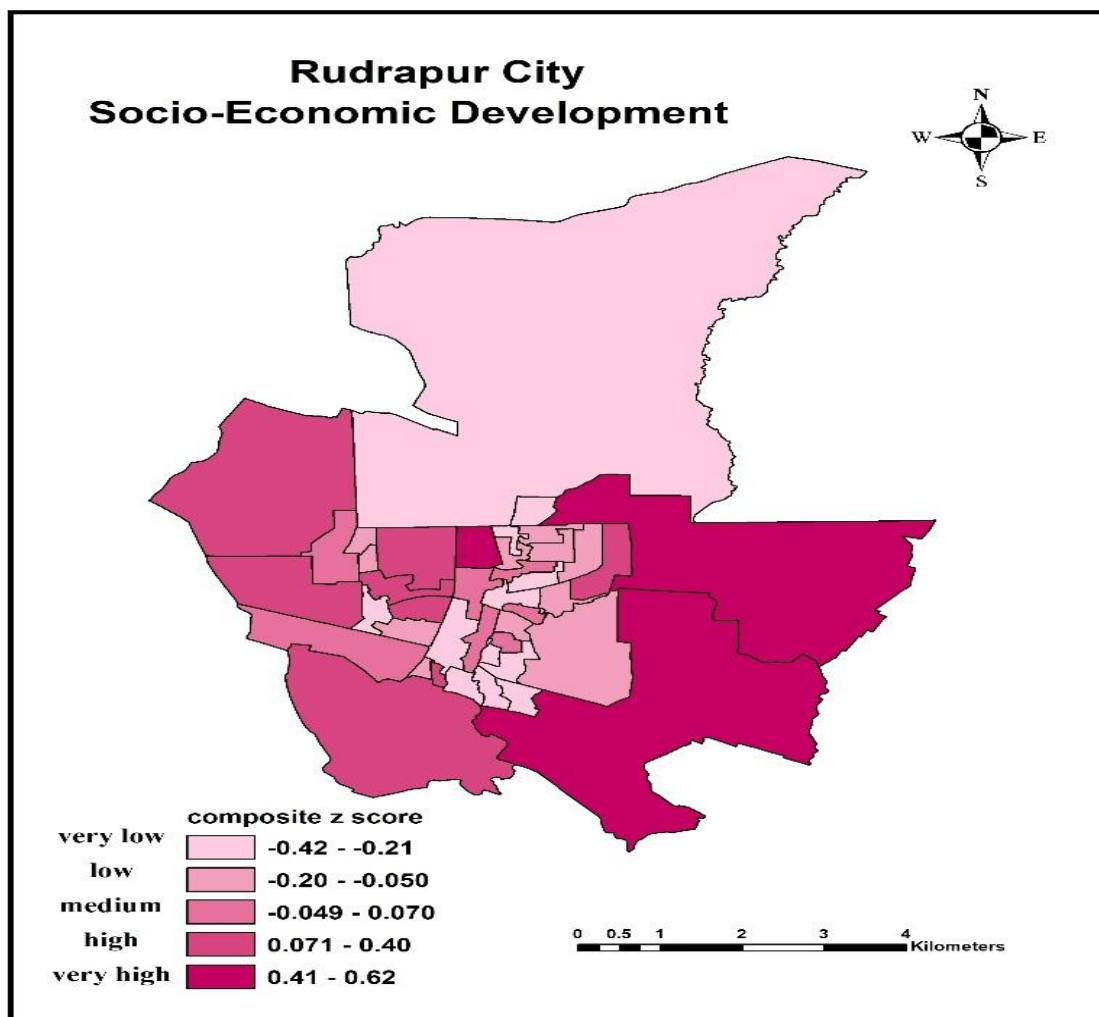 Rudrapur City
Socio-Economic Development
N
W E
S
composite z score
very low -0.42 - -0.21
low -0.20 - -0.050
medium -0.049 - 0.070
high 0.071 - 0.40
very high 0.41 - 0.62
0 0.5 1 2 3 4
Kilometers